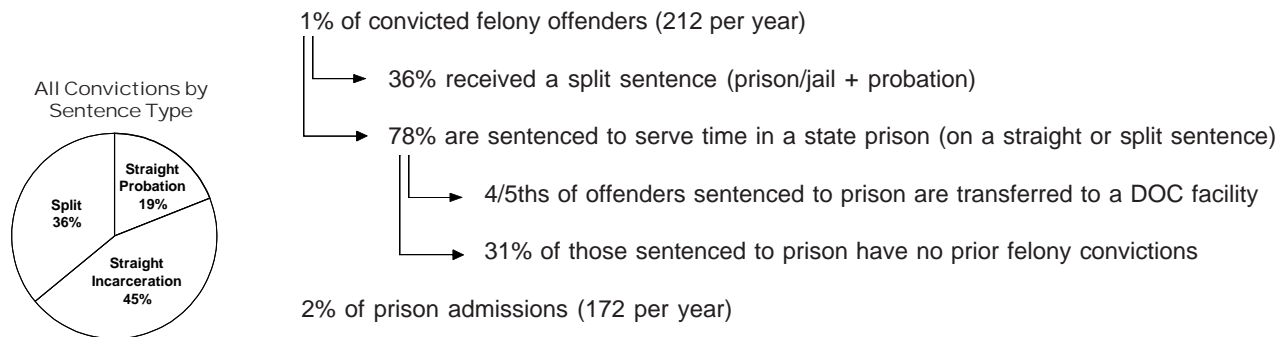 1% of convicted felony offenders (212 per year)
36% received a split sentence (prison/jail + probation)
All Convictions by
Sentence Type
78% are sentenced to serve time in a state prison (on a straight or split sentence)
Straight
Probation
19%
Split
36%
Straight
Incarceration
45%
4/5ths of offenders sentenced to prison are transferred to a DOC facility
31% of those sentenced to prison have no prior felony convictions
2% of prison admissions (172 per year)